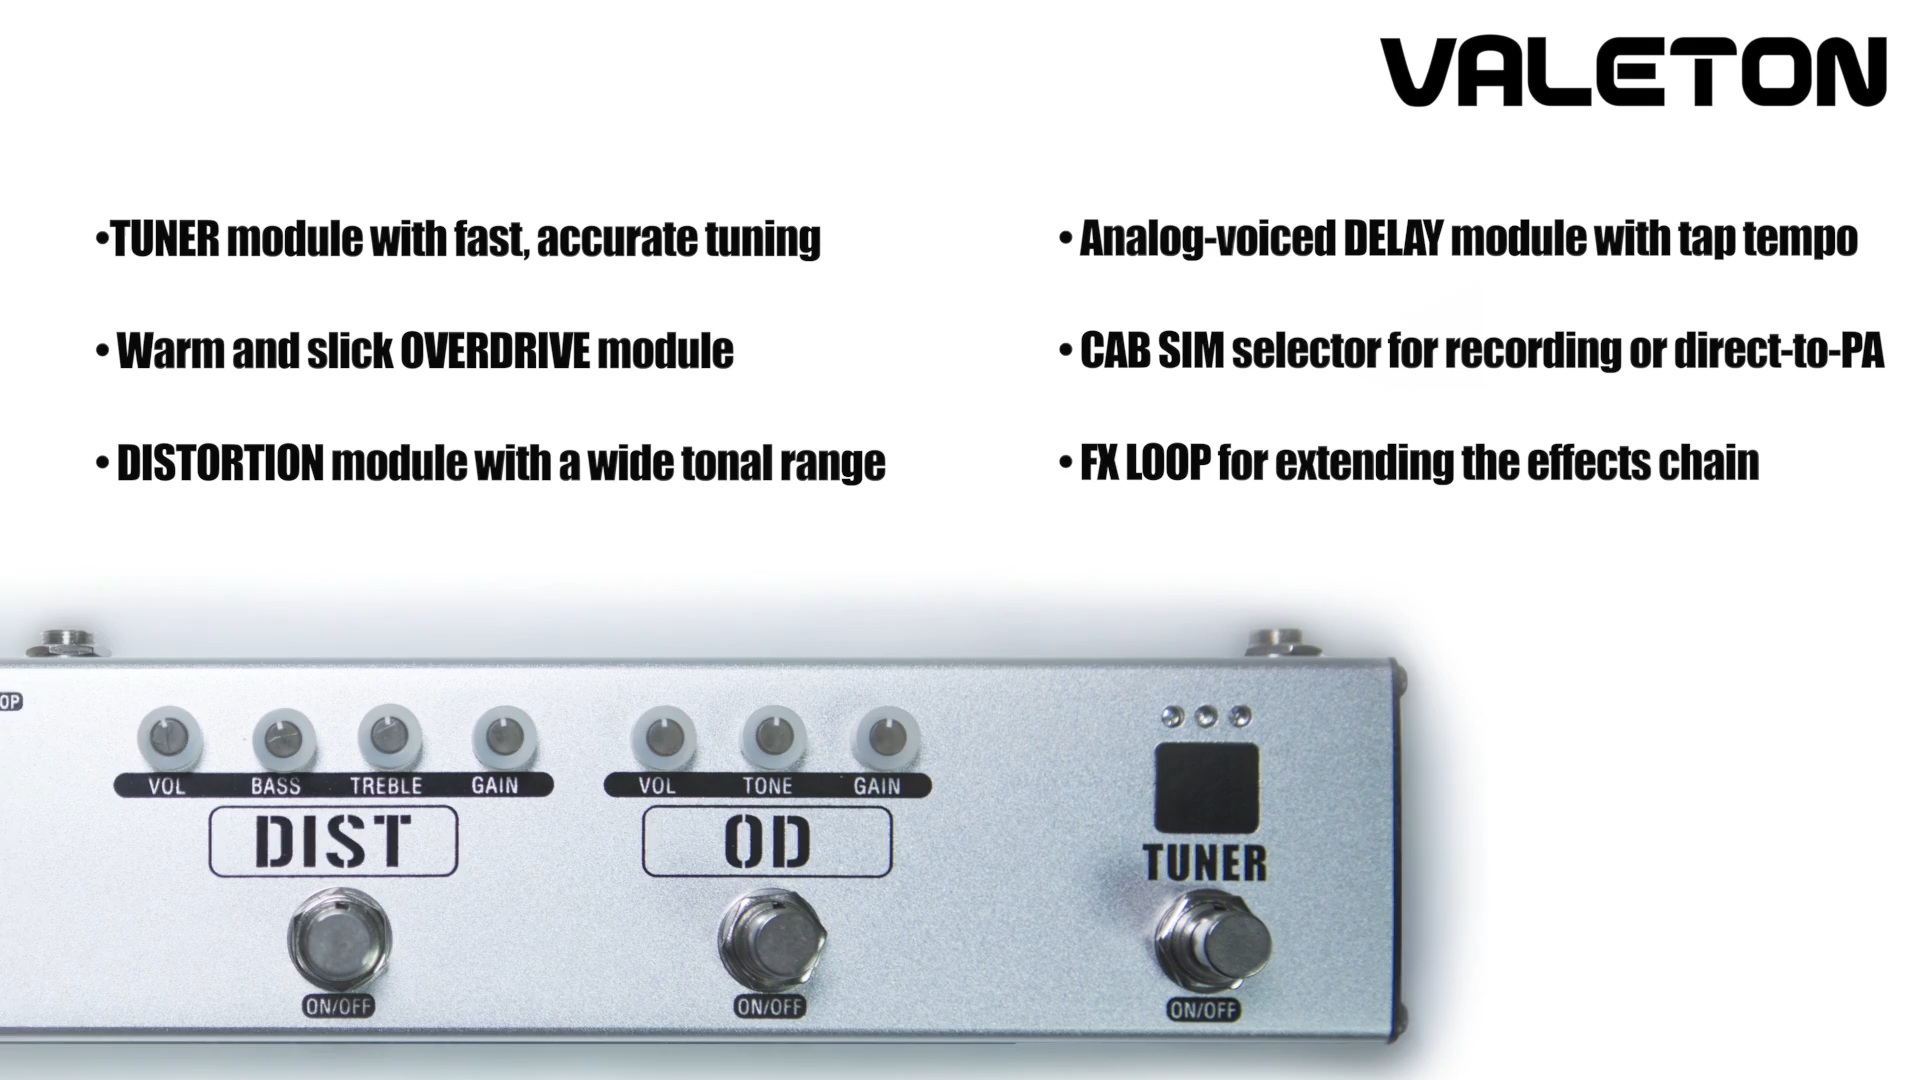 VALETON
•TUNER module with fast, accurate tuning
• Warm and slick OVERDRIVE module
• DISTORTION module with a wide tonal range
• Analog-voiced DELAY module with tap tempo
• CAB SIM selector for recording or direct-to-PA
• FX LOOP for extending the effects chain
OP
VOL BASS TREBLE GAIN
DIST
ON/OFF
VOL TONE GAIN
OD
ON/OFF
TUNER
ON/OFF